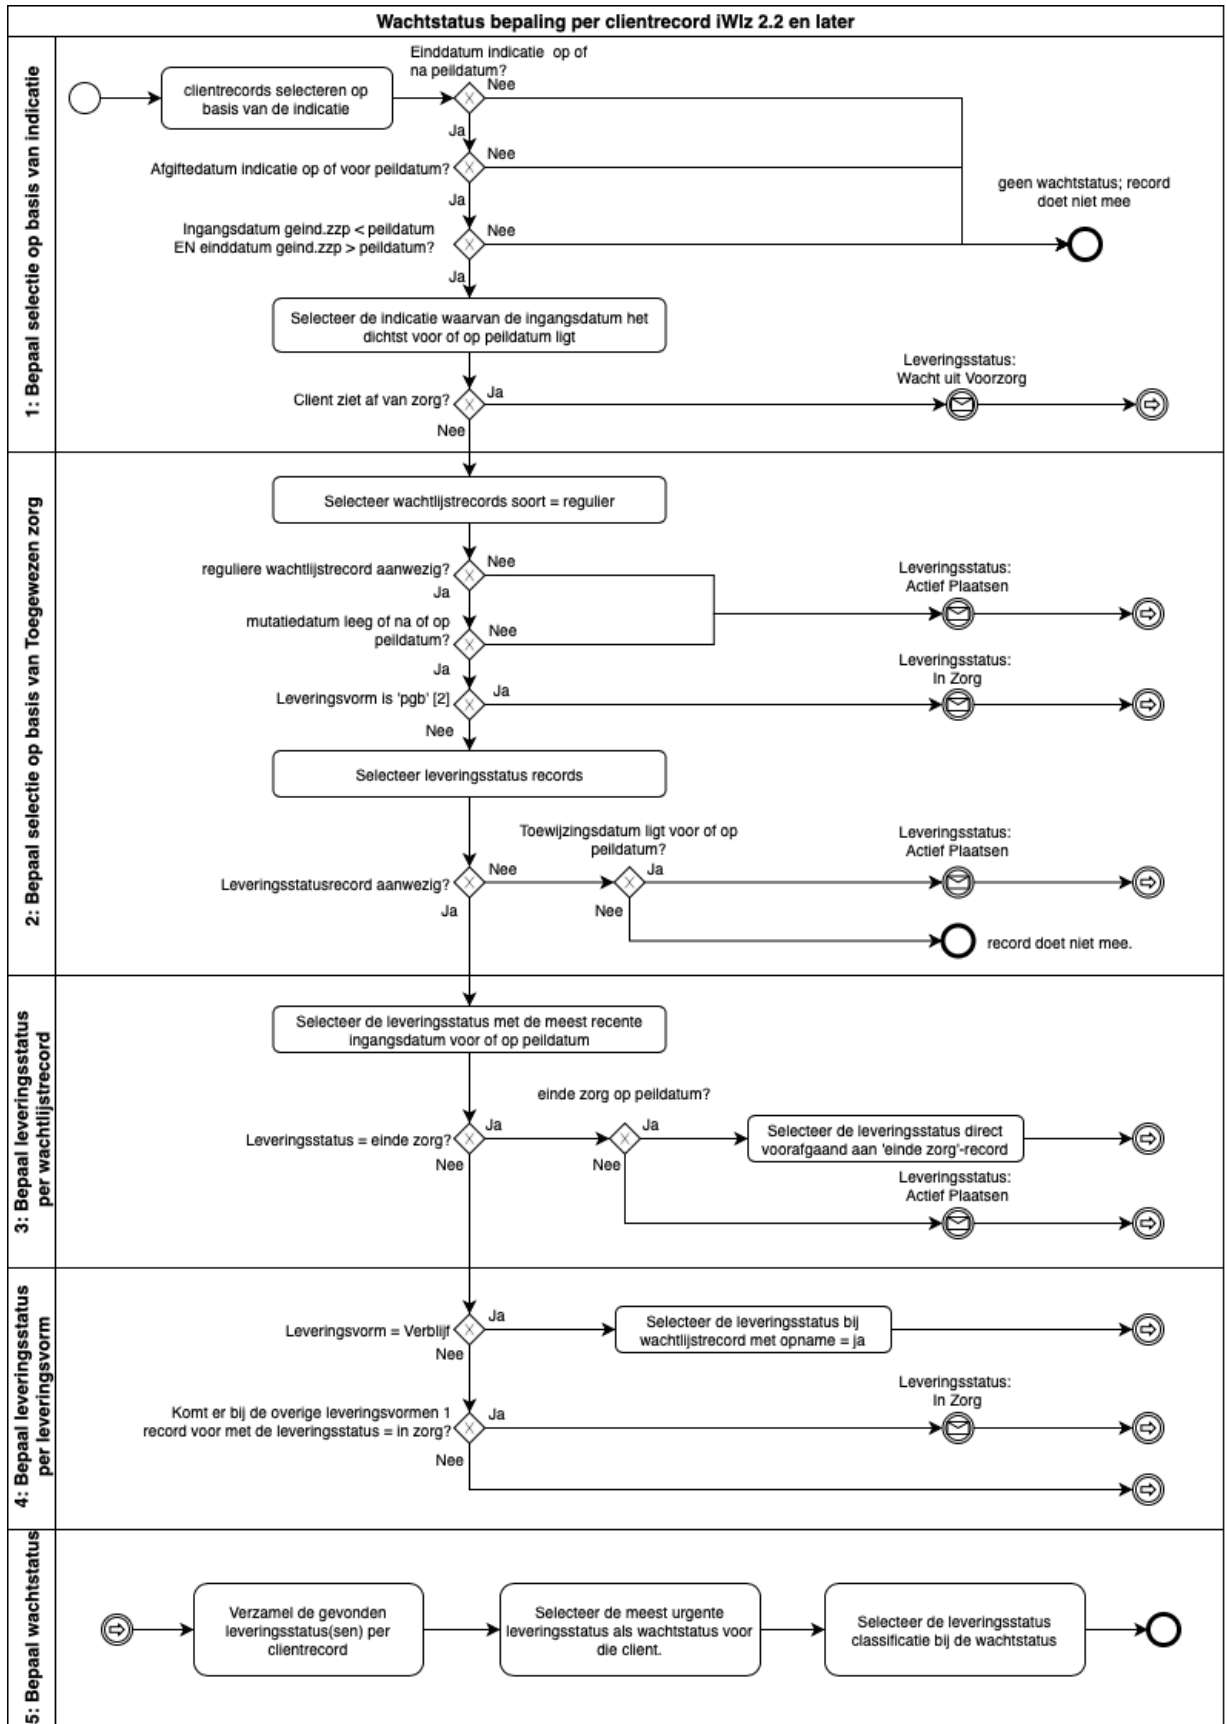 Wachtstatus bepaling per clientrecord iWlz 2.2 en later
1: Bepaal selectie op basis van indicatie
Einddatum indicatie op of
na peildatum?
Nee
clientrecords selecteren op
basis van de indicatie
Ja
Afgiftedatum indicatie op of voor peildatum?
Nee
Ja
geen wachtstatus; record
doet niet mee
Ingangsdatum geind.zzp < peildatum
EN einddatum geind.zzp > peildatum?
Nee
Ja
Selecteer de indicatie waarvan de ingangsdatum het
dichtst voor of op peildatum ligt
Leveringsstatus:
Wacht uit Voorzorg
Client ziet af van zorg?
Ja
Nee
2: Bepaal selectie op basis van Toegewezen zorg
Selecteer wachtlijstrecords soort = regulier
reguliere wachtlijstrecord aanwezig?
Nee
Ja
Leveringsstatus:
Actief Plaatsen
mutatiedatum leeg of na of op
peildatum?
Nee
Ja
Leveringsstatus:
In Zorg
Leveringsvorm is 'pgb' [2]
Ja
Nee
Selecteer leveringsstatus records
Toewijzingsdatum ligt voor of op
peildatum?
Leveringsstatus:
Actief Plaatsen
Leveringsstatusrecord aanwezig?
Nee
Ja
Ja
Nee
record doet niet mee.
3: Bepaal leveringsstatus
per wachtlijstrecord
Selecteer de leveringsstatus met de meest recente
ingangsdatum voor of op peildatum
einde zorg op peildatum?
Leveringsstatus = einde zorg?
Ja
Nee
Ja
Nee
Selecteer de leveringsstatus direct
voorafgaand aan 'einde zorg'-record
Leveringsstatus:
Actief Plaatsen
4: Bepaal leveringsstatus
per leveringsvorm
Leveringsvorm = Verblijf
Ja
Nee
Selecteer de leveringsstatus bij
wachtlijstrecord met opname = ja
Leveringsstatus:
In Zorg
Komt er bij de overige leveringsvormen 1
record voor met de leveringsstatus = in zorg?
Ja
Nee
5: Bepaal wachtstatus
Verzamel de gevonden
leveringsstatus(sen) per
clientrecord
Selecteer de meest urgente
leveringsstatus als wachtstatus voor
die client.
Selecteer de leveringsstatus
classificatie bij de wachtstatus